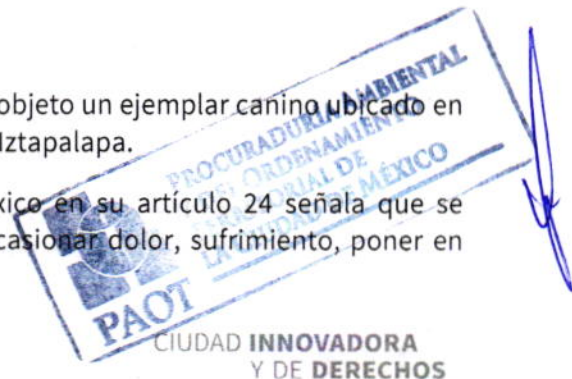 objeto un ejemplar canino ubicado en
Iztapalapa.
PROCURADURÍA AMBIENTAL
Y DEL ORDENAMIENTO
TERRITORIAL DE
LA CIUDAD DE MÉXICO
PAOT
xico en su artículo 24 señala que se
casionar dolor, sufrimiento, poner en
CIUDAD INNOVADORA
Y DE DERECHOS